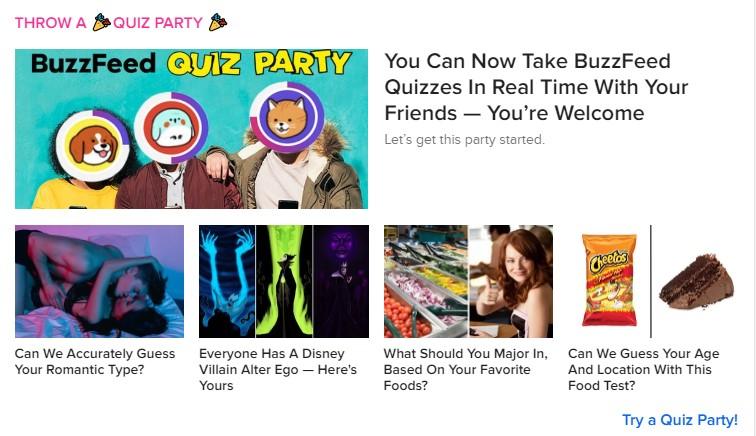 THROW A 🎉 QUIZ PARTY 🎉
BuzzFeed QUIZ PARTY
You Can Now Take BuzzFeed
Quizzes In Real Time With Your
Friends — You're Welcome
Let's get this party started.
Cheetos
Can We Accurately Guess
Your Romantic Type?
Everyone Has A Disney
Villain Alter Ego — Here's
Yours
What Should You Major In,
Based On Your Favorite
Foods?
Can We Guess Your Age
And Location With This
Food Test?
Try a Quiz Party!